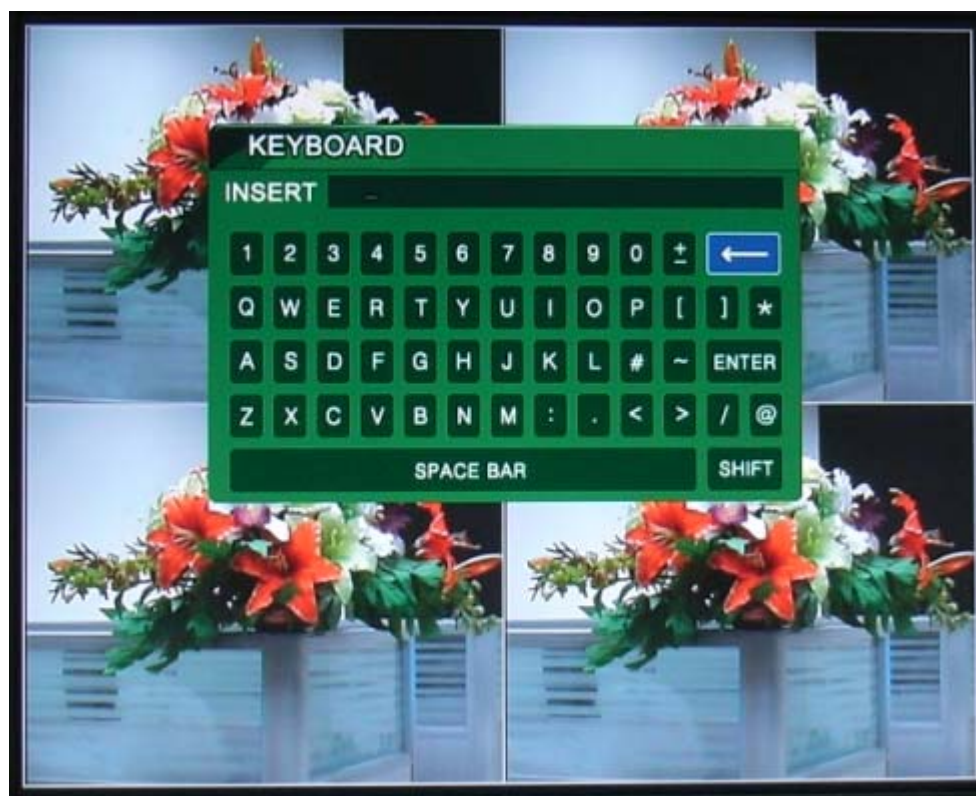 KEYBOARD
INSERT _
1 2 3 4 5 6 7 8 9 0 ± ←
Q W E R T Y U I O P [ ] *
A S D F G H J K L # ~ ENTER
Z X C V B N M : . < > / @
SPACE BAR SHIFT